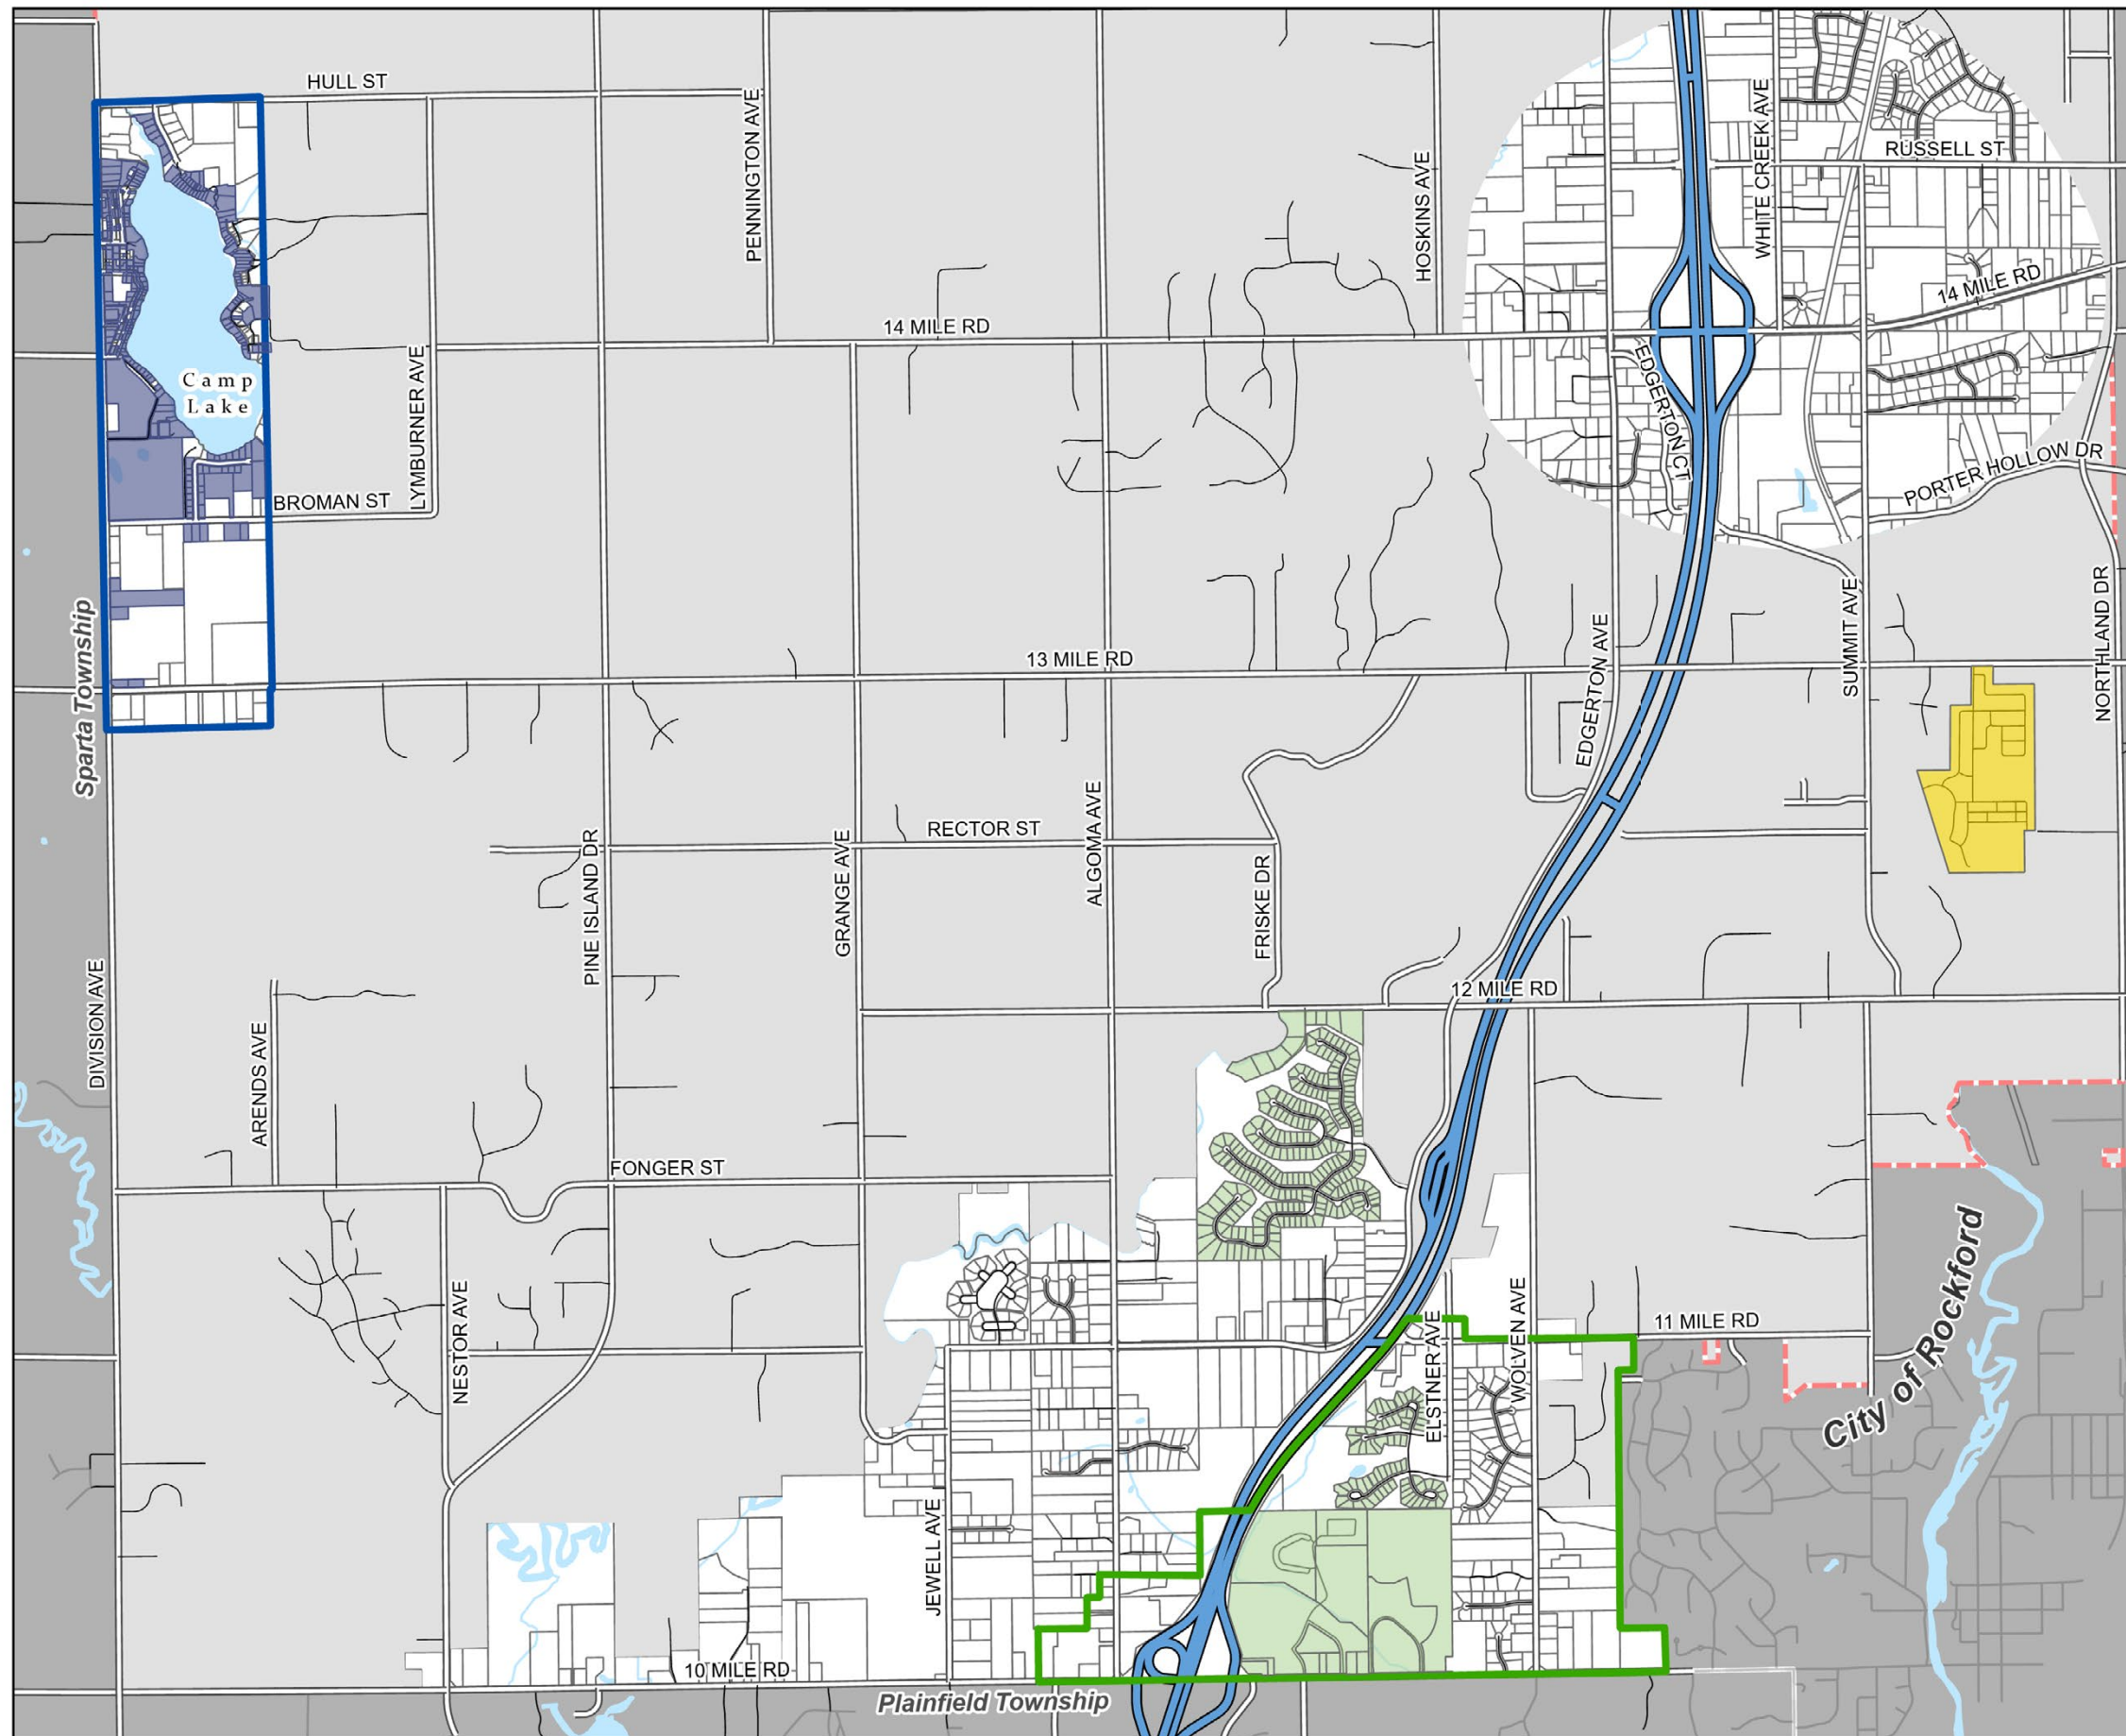 HULL ST
PENNINGTON AVE
HOSKINS AVE
WHITE CREEK AVE
RUSSELL ST
14 MILE RD
14 MILE RD
Camp
Lake
LYMBURNER AVE
EDGERTON CT
BROMAN ST
PORTER HOLLOW DR
Sparta Township
13 MILE RD
EDGERTON AVE
SUMMIT AVE
NORTHLAND DR
RECTOR ST
PINE ISLAND DR
GRANGE AVE
ALGOMA AVE
FRISKE DR
12 MILE RD
DIVISION AVE
ARENDS AVE
FONGER ST
NESTOR AVE
ELSTNER AVE
WOLVEN AVE
11 MILE RD
City of Rockford
JEWELL AVE
10 MILE RD
Plainfield Township